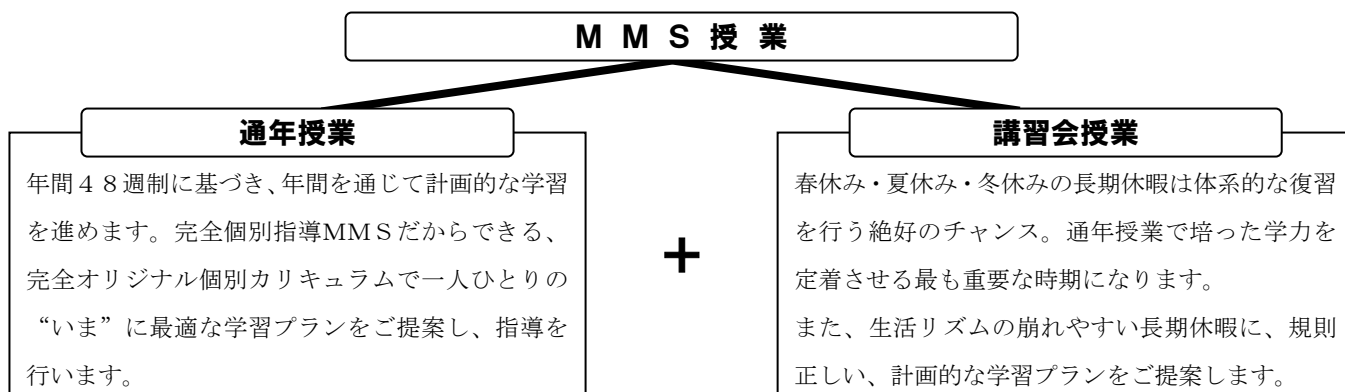 ＭＭＳ授業
通年授業
年間４８週制に基づき、年間を通じて計画的な学習
を進めます。完全個別指導MMＳだからできる、
完全オリジナル個別カリキュラムで一人ひとりの
“いま”に最適な学習プランをご提案し、指導を
行います。
＋
講習会授業
春休み・夏休み・冬休みの長期休暇は体系的な復習
を行う絶好のチャンス。通年授業で培った学力を
定着させる最も重要な時期になります。
また、生活リズムの崩れやすい長期休暇に、規則
正しい、計画的な学習プランをご提案します。